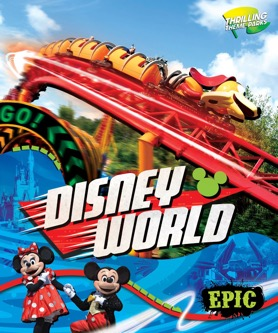 THRILLING
THEME PARKS
GO!
DISNEY
WORLD
EPIC